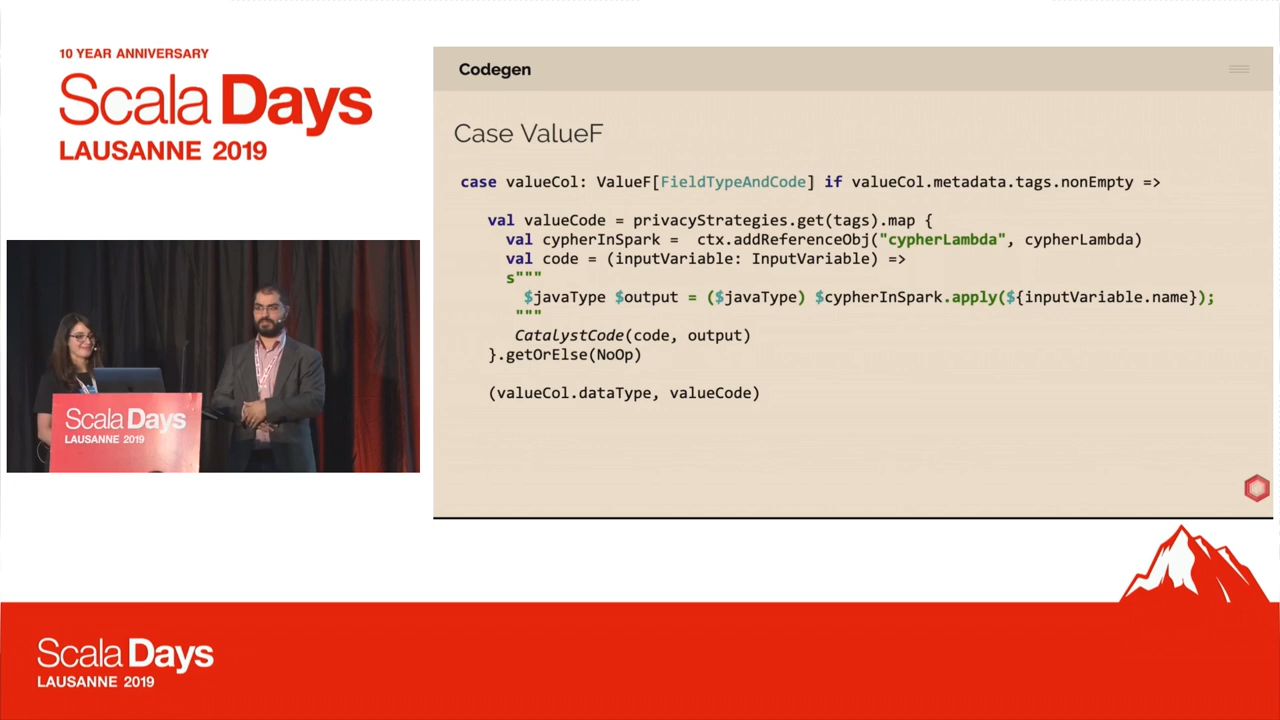 10 YEAR ANNIVERSARY
Scala Days
LAUSANNE 2019
Codegen
Case ValueF
case valueCol: ValueF[FieldTypeAndCode] if valueCol.metadata.tags.nonEmpty =>
val valueCode = privacyStrategies.get(tags).map {
val cypherInSpark = ctx.addReferenceObj("cypherLambda", cypherLambda)
val code = (inputVariable: InputVariable) =>
s"""
$javaType $output = ($javaType) $cypherInSpark.apply(${inputVariable.name});
"""
CatalystCode(code, output)
}.getOrElse(NoOp)
(valueCol.dataType, valueCode)
Scala Days
LAUSANNE 2019
Scala Days
LAUSANNE 2019